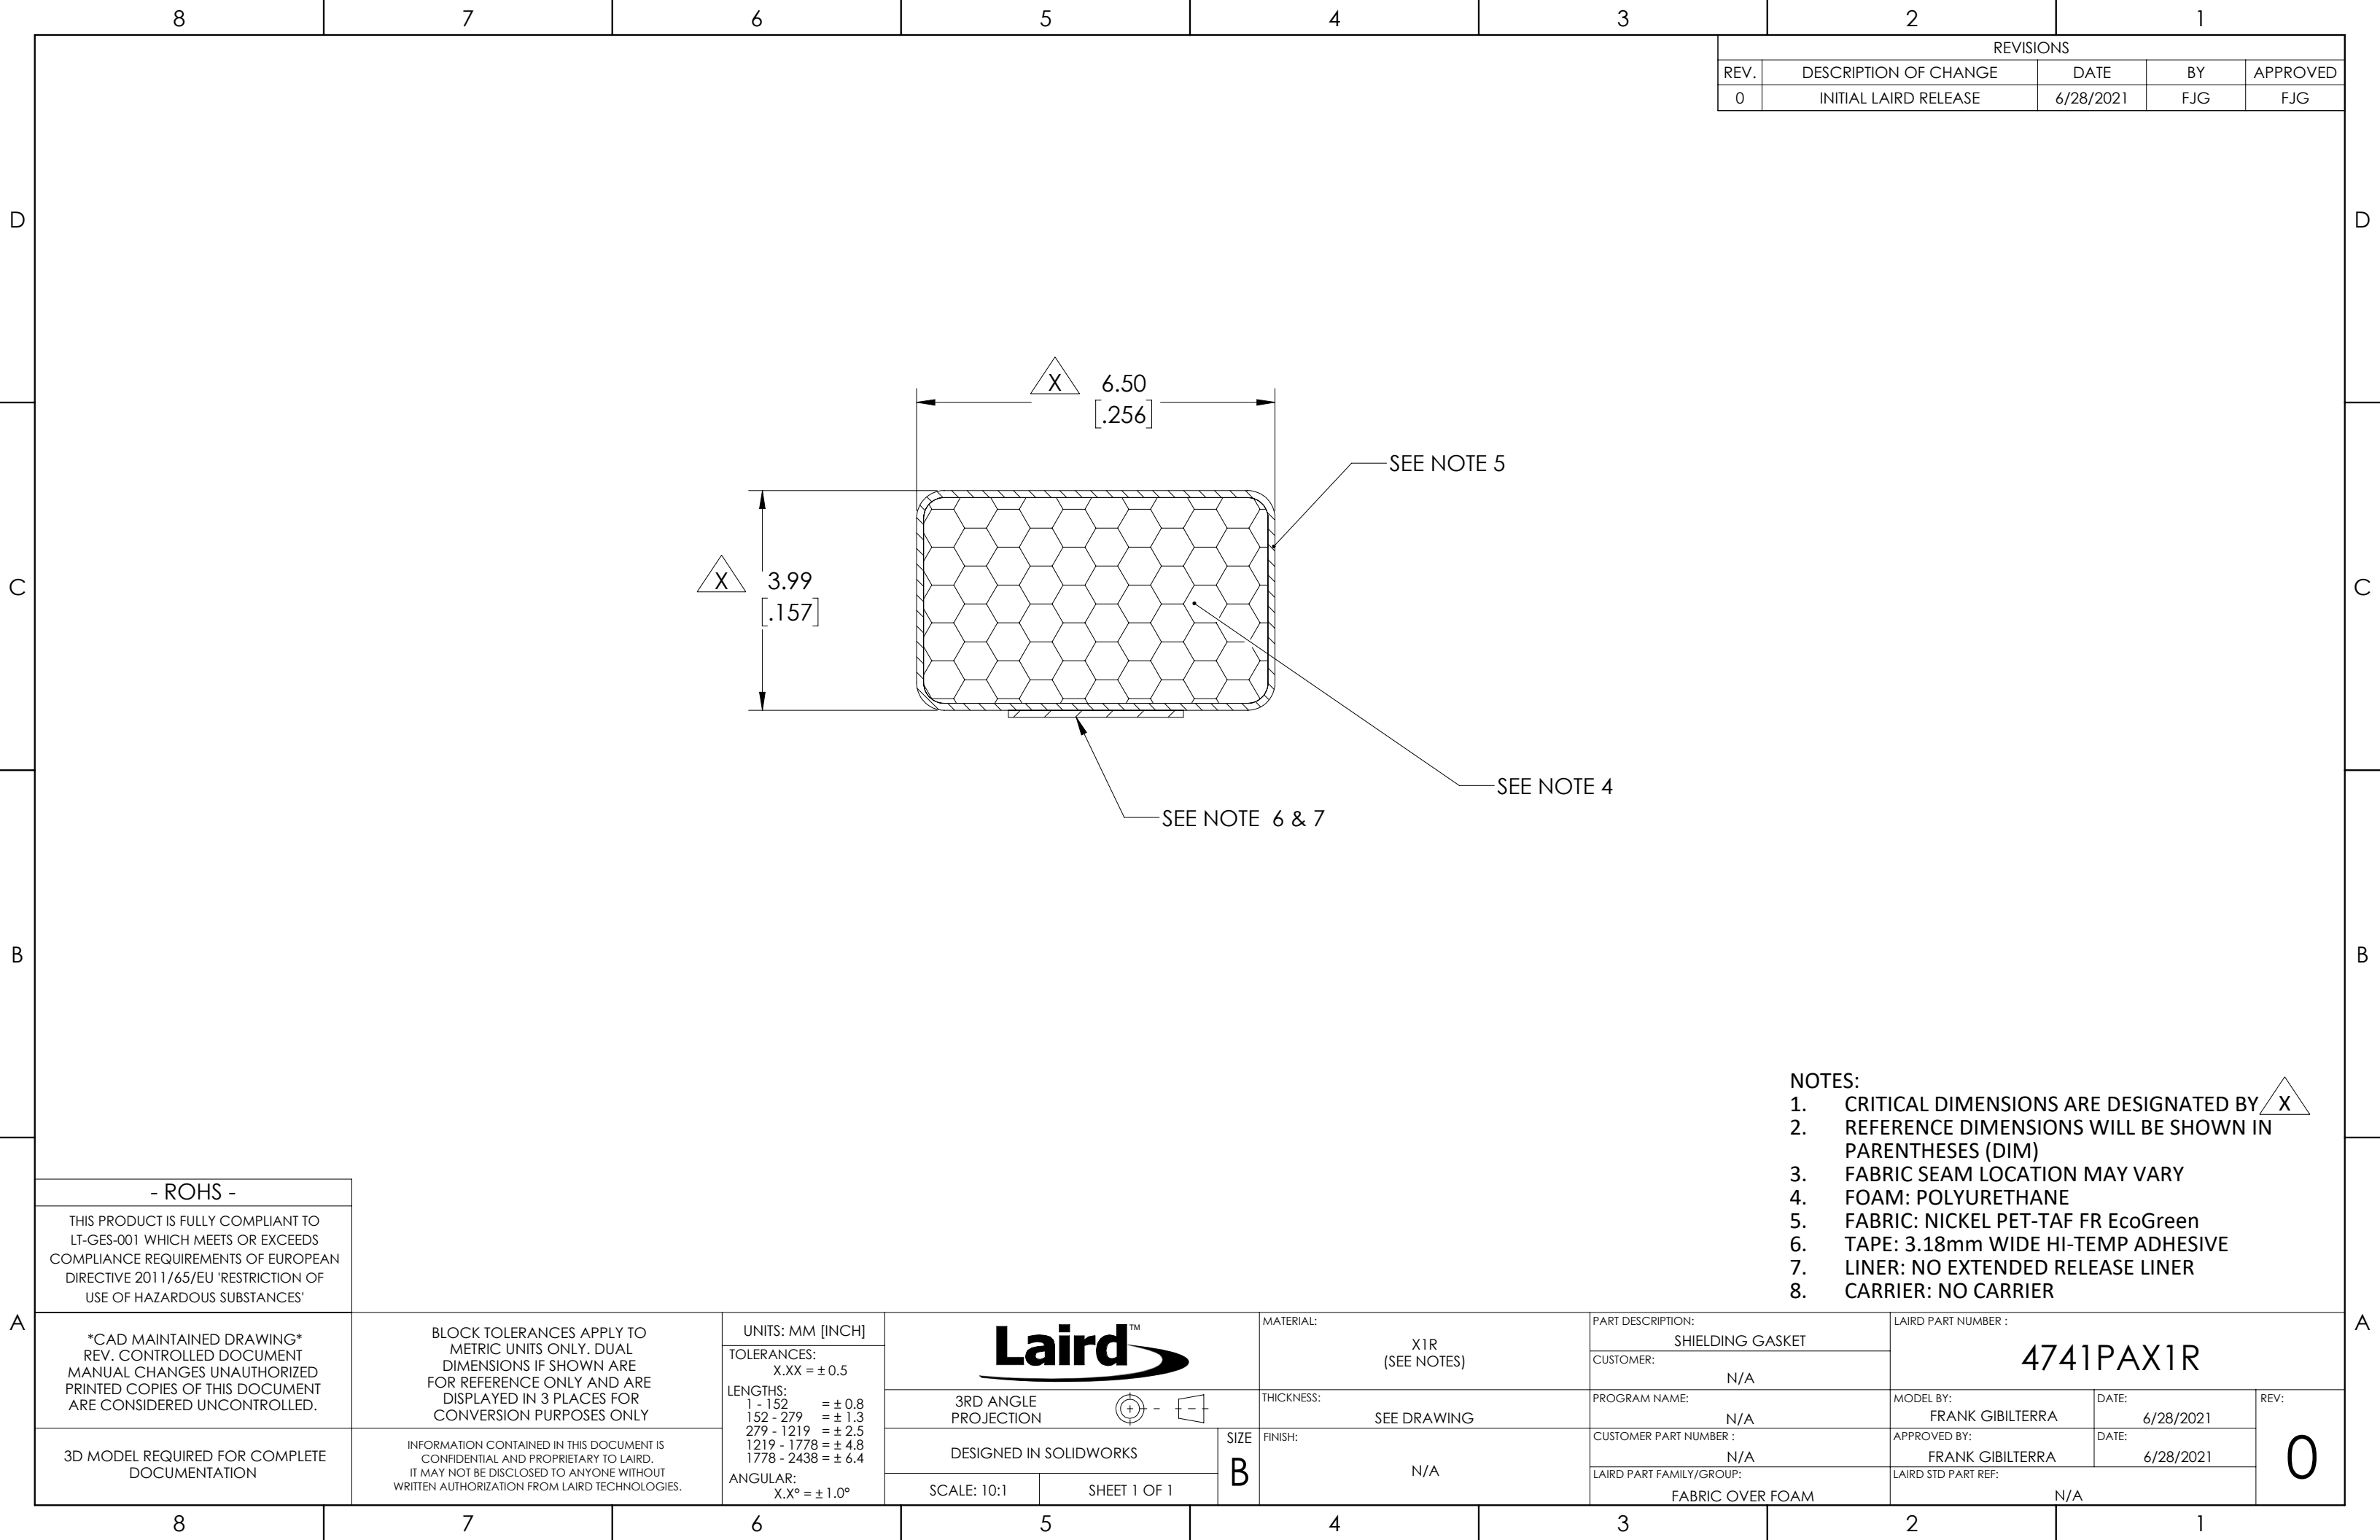 8 7 6 5 4 3 2 1
REVISIONS
REV. DESCRIPTION OF CHANGE DATE BY APPROVED
0 INITIAL LAIRD RELEASE 6/28/2021 FJG FJG
D D
X 6.50
[.256]
SEE NOTE 5
X 3.99
[.157]
C C
SEE NOTE 4
SEE NOTE 6 & 7
B B
NOTES:
1. CRITICAL DIMENSIONS ARE DESIGNATED BY X
2. REFERENCE DIMENSIONS WILL BE SHOWN IN
PARENTHESES (DIM)
3. FABRIC SEAM LOCATION MAY VARY
4. FOAM: POLYURETHANE
5. FABRIC: NICKEL PET-TAF FR EcoGreen
6. TAPE: 3.18mm WIDE HI-TEMP ADHESIVE
7. LINER: NO EXTENDED RELEASE LINER
8. CARRIER: NO CARRIER
- ROHS -
THIS PRODUCT IS FULLY COMPLIANT TO
LT-GES-001 WHICH MEETS OR EXCEEDS
COMPLIANCE REQUIREMENTS OF EUROPEAN
DIRECTIVE 2011/65/EU 'RESTRICTION OF
USE OF HAZARDOUS SUBSTANCES'
A A
*CAD MAINTAINED DRAWING*
REV. CONTROLLED DOCUMENT
MANUAL CHANGES UNAUTHORIZED
PRINTED COPIES OF THIS DOCUMENT
ARE CONSIDERED UNCONTROLLED.
3D MODEL REQUIRED FOR COMPLETE
DOCUMENTATION
BLOCK TOLERANCES APPLY TO
METRIC UNITS ONLY. DUAL
DIMENSIONS IF SHOWN ARE
FOR REFERENCE ONLY AND ARE
DISPLAYED IN 3 PLACES FOR
CONVERSION PURPOSES ONLY
INFORMATION CONTAINED IN THIS DOCUMENT IS
CONFIDENTIAL AND PROPRIETARY TO LAIRD.
IT MAY NOT BE DISCLOSED TO ANYONE WITHOUT
WRITTEN AUTHORIZATION FROM LAIRD TECHNOLOGIES.
UNITS: MM [INCH]
TOLERANCES:
X.XX = ± 0.5
LENGTHS:
1 - 152 = ± 0.8
152 - 279 = ± 1.3
279 - 1219 = ± 2.5
1219 - 1778 = ± 4.8
1778 - 2438 = ± 6.4
ANGULAR:
X.Xº = ± 1.0º
Laird™
3RD ANGLE
PROJECTION
DESIGNED IN SOLIDWORKS
SCALE: 10:1 SHEET 1 OF 1
SIZE
B
MATERIAL:
X1R
(SEE NOTES)
THICKNESS:
SEE DRAWING
FINISH:
N/A
PART DESCRIPTION:
SHIELDING GASKET
CUSTOMER:
N/A
PROGRAM NAME:
N/A
CUSTOMER PART NUMBER :
N/A
LAIRD PART FAMILY/GROUP:
FABRIC OVER FOAM
LAIRD PART NUMBER :
4741PAX1R
MODEL BY: DATE:
FRANK GIBILTERRA 6/28/2021
APPROVED BY: DATE:
FRANK GIBILTERRA 6/28/2021
LAIRD STD PART REF:
N/A
REV:
0
8 7 6 5 4 3 2 1